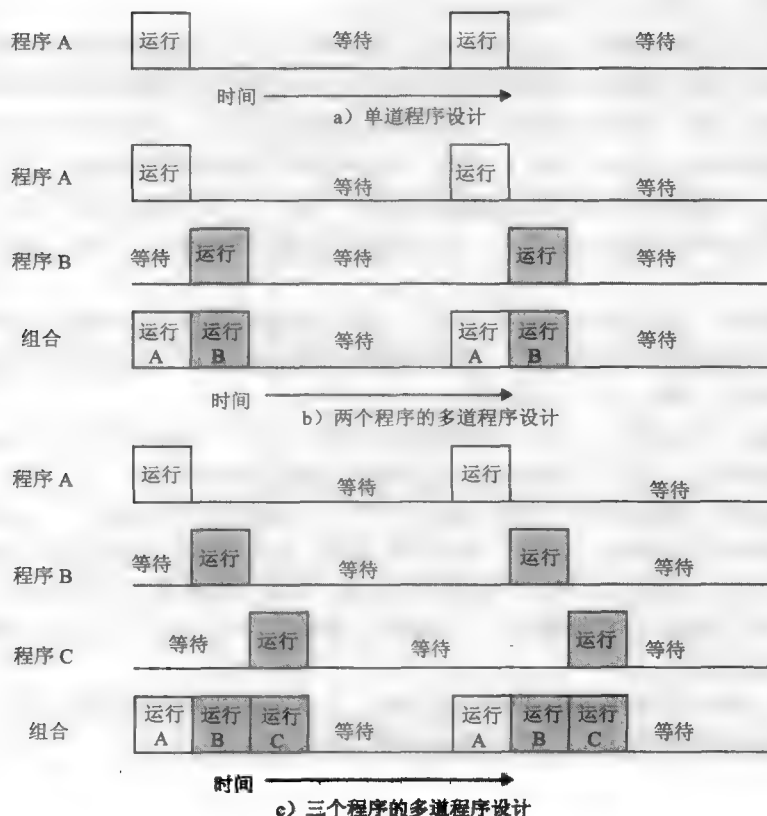 程序 A 运行 等待 运行 等待
时间
a）单道程序设计
程序 A 运行 等待 运行 等待
程序 B 等待 运行 等待 运行 等待
组合 运行 A 运行 B 等待 运行 A 运行 B 等待
时间
b）两个程序的多道程序设计
程序 A 运行 等待 运行 等待
程序 B 等待 运行 等待 运行 等待
程序 C 等待 运行 等待 运行 等待
组合 运行 A 运行 B 运行 C 等待 运行 A 运行 B 运行 C 等待
时间
c）三个程序的多道程序设计